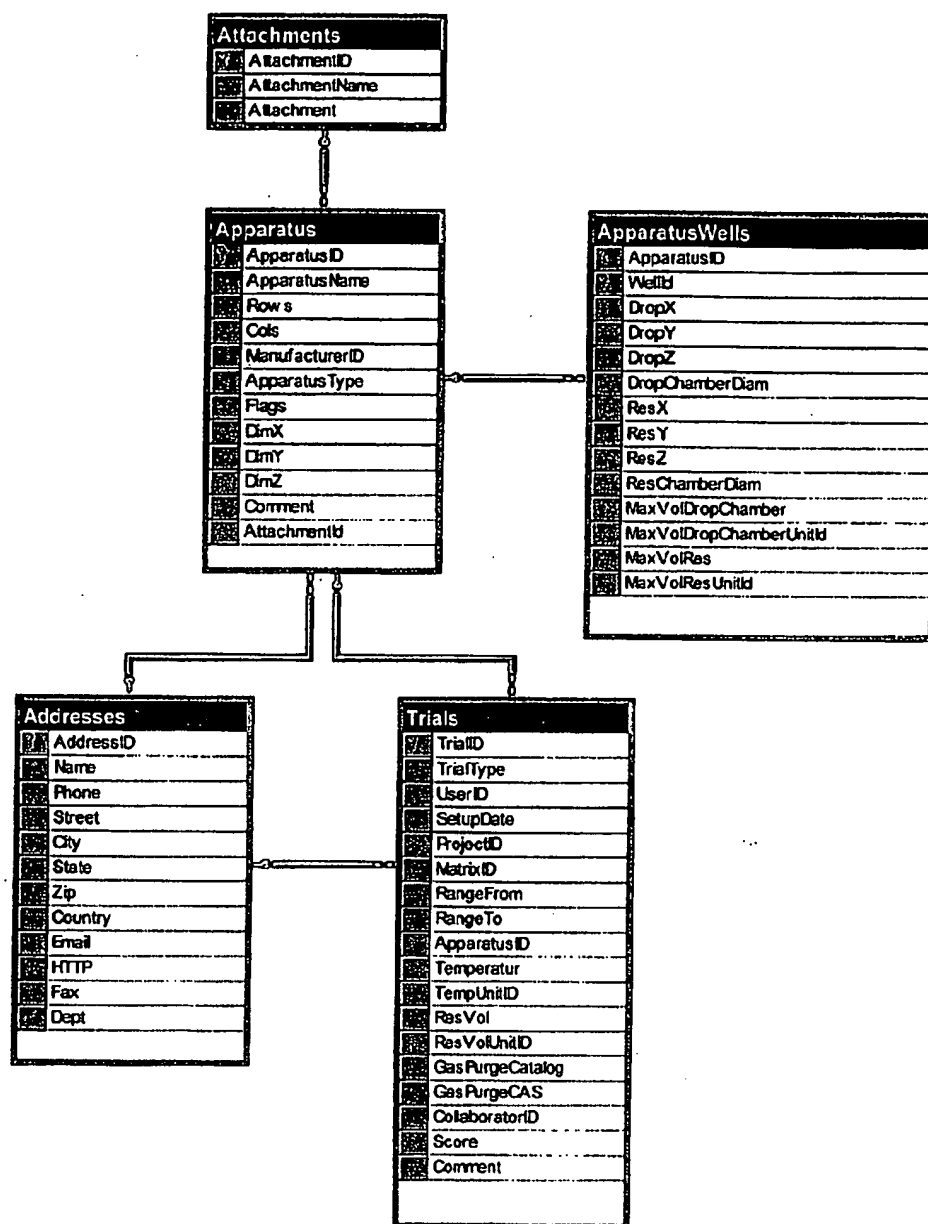 Attachments
AttachmentID
AttachmentName
Attachment
Apparatus
ApparatusID
ApparatusName
Rows
Cols
ManufacturerID
ApparatusType
Flags
DimX
DimY
DimZ
Comment
AttachmentId
ApparatusWells
ApparatusID
WellId
DropX
DropY
DropZ
DropChamberDiam
ResX
ResY
ResZ
ResChamberDiam
MaxVolDropChamber
MaxVolDropChamberUnitId
MaxVolRes
MaxVolResUnitId
Addresses
AddressID
Name
Phone
Street
City
State
Zip
Country
Email
HTTP
Fax
Dept
Trials
TrialID
TrialType
UserID
SetupDate
ProjectID
MatrixID
RangeFrom
RangeTo
ApparatusID
Temperatur
TempUnitID
ResVol
ResVolUnitID
GasPurgeCatalog
GasPurgeCAS
CollaboratorID
Score
Comment